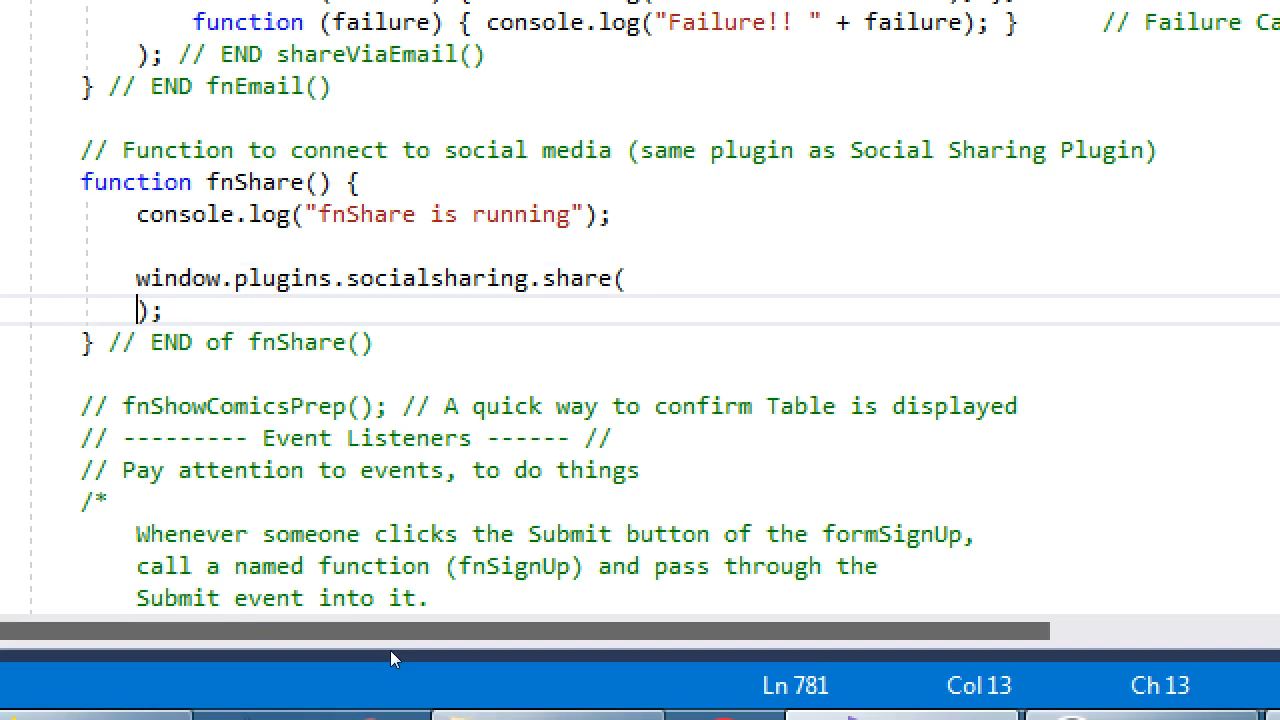 function (failure) { console.log("Failure!! " + failure); } // Failure Ca
); // END shareViaEmail()
} // END fnEmail()
// Function to connect to social media (same plugin as Social Sharing Plugin)
function fnShare() {
console.log("fnShare is running");
window.plugins.socialsharing.share(
);
} // END of fnShare()
// fnShowComicsPrep(); // A quick way to confirm Table is displayed
// --------- Event Listeners ------ //
// Pay attention to events, to do things
/*
Whenever someone clicks the Submit button of the formSignUp,
call a named function (fnSignUp) and pass through the
Submit event into it.
Ln 781 Col 13 Ch 13